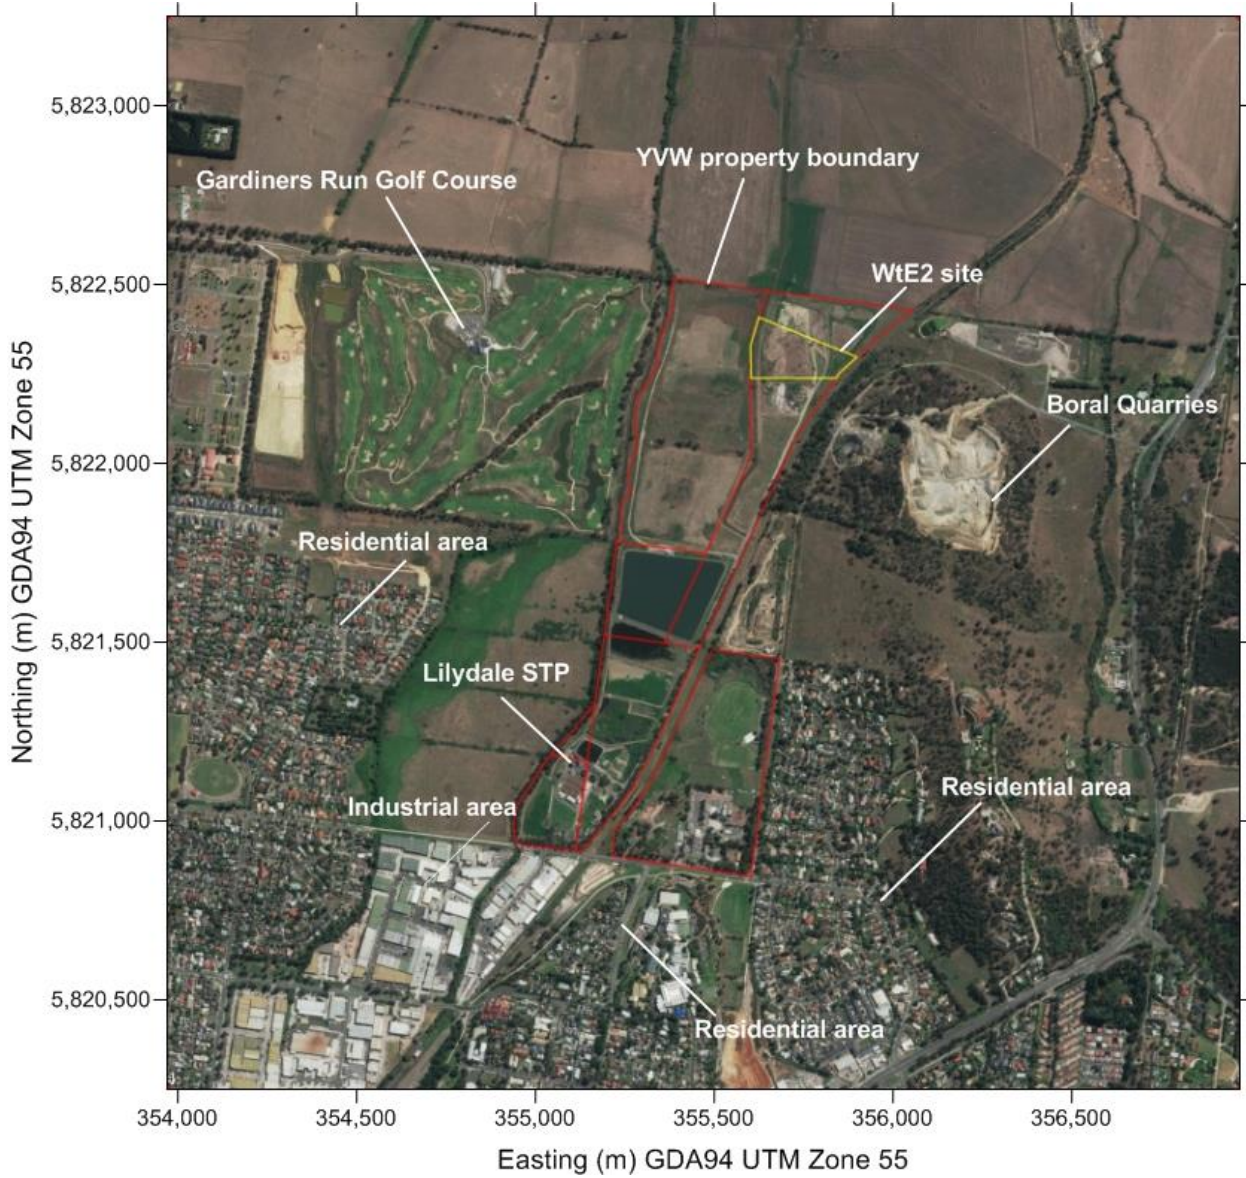 5,823,000
YVW property boundary
Gardiners Run Golf Course
WtE2 site
5,822,500
Boral Quarries
5,822,000
Residential area
5,821,500
Lilydale STP
Residential area
Industrial area
5,821,000
5,820,500
Residential area
354,000 354,500 355,000 355,500 356,000 356,500
Easting (m) GDA94 UTM Zone 55
Northing (m) GDA94 UTM Zone 55